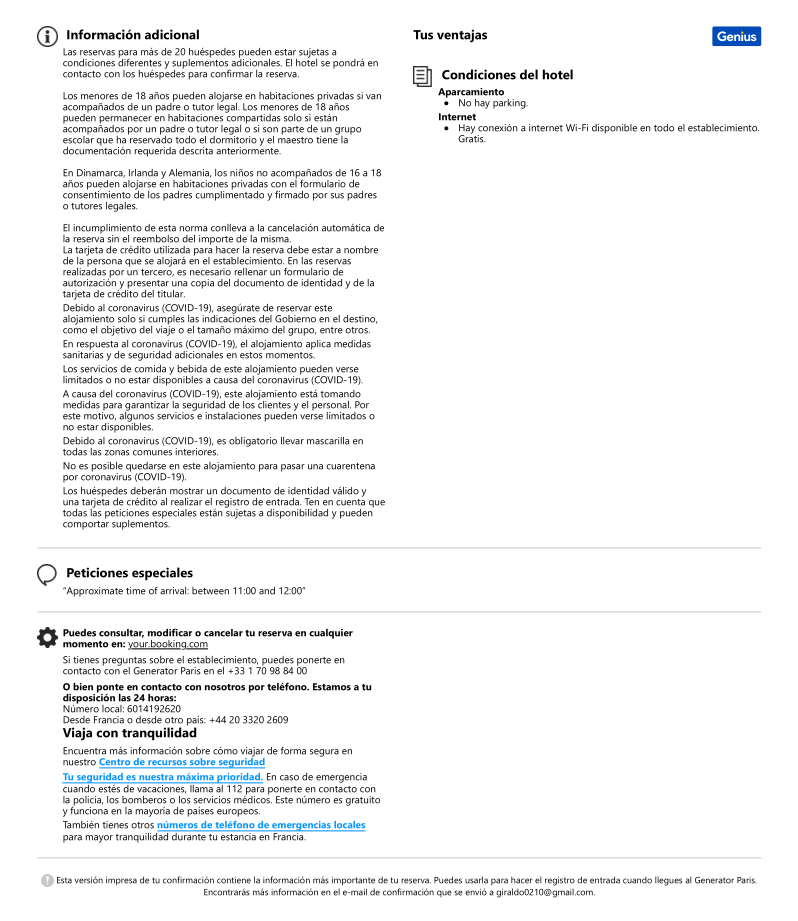 Información adicional
Las reservas para más de 20 huéspedes pueden estar sujetas a
condiciones diferentes y suplementos adicionales. El hotel se pondrá en
contacto con los huéspedes para confirmar la reserva.
Los menores de 18 años pueden alojarse en habitaciones privadas si van
acompañados de un padre o tutor legal. Los menores de 18 años
pueden permanecer en habitaciones compartidas solo si están
acompañados por un padre o tutor legal o si son parte de un grupo
escolar que ha reservado todo el dormitorio y el maestro tiene la
documentación requerida descrita anteriormente.
En Dinamarca, Irlanda y Alemania, los niños no acompañados de 16 a 18
años pueden alojarse en habitaciones privadas con el formulario de
consentimiento de los padres cumplimentado y firmado por sus padres
o tutores legales.
El incumplimiento de esta norma conlleva a la cancelación automática de
la reserva sin el reembolso del importe de la misma.
La tarjeta de crédito utilizada para hacer la reserva debe estar a nombre
de la persona que se alojará en el establecimiento. En las reservas
realizadas por un tercero, es necesario rellenar un formulario de
autorización y presentar una copia del documento de identidad y de la
tarjeta de crédito del titular.
Debido al coronavirus (COVID-19), asegúrate de reservar este
alojamiento solo si cumples las indicaciones del Gobierno en el destino,
como el objetivo del viaje o el tamaño máximo del grupo, entre otros.
En respuesta al coronavirus (COVID-19), el alojamiento aplica medidas
sanitarias y de seguridad adicionales en estos momentos.
Los servicios de comida y bebida de este alojamiento pueden verse
limitados o no estar disponibles a causa del coronavirus (COVID-19).
A causa del coronavirus (COVID-19), este alojamiento está tomando
medidas para garantizar la seguridad de los clientes y el personal. Por
este motivo, algunos servicios e instalaciones pueden verse limitados o
no estar disponibles.
Debido al coronavirus (COVID-19), es obligatorio llevar mascarilla en
todas las zonas comunes interiores.
No es posible quedarse en este alojamiento para pasar una cuarentena
por coronavirus (COVID-19).
Los huéspedes deberán mostrar un documento de identidad válido y
una tarjeta de crédito al realizar el registro de entrada. Ten en cuenta que
todas las peticiones especiales están sujetas a disponibilidad y pueden
comportar suplementos.
Tus ventajas
Genius
Condiciones del hotel
Aparcamiento
● No hay parking.
Internet
● Hay conexión a internet Wi-Fi disponible en todo el establecimiento.
Gratis.
Peticiones especiales
“Approximate time of arrival: between 11:00 and 12:00”
Puedes consultar, modificar o cancelar tu reserva en cualquier
momento en: your.booking.com
Si tienes preguntas sobre el establecimiento, puedes ponerte en
contacto con el Generator Paris en el +33 1 70 98 84 00
O bien ponte en contacto con nosotros por teléfono. Estamos a tu
disposición las 24 horas:
Número local: 6014192620
Desde Francia o desde otro país: +44 20 3320 2609
Viaja con tranquilidad
Encuentra más información sobre cómo viajar de forma segura en
nuestro Centro de recursos sobre seguridad
Tu seguridad es nuestra máxima prioridad. En caso de emergencia
cuando estés de vacaciones, llama al 112 para ponerte en contacto con
la policía, los bomberos o los servicios médicos. Este número es gratuito
y funciona en la mayoría de países europeos.
También tienes otros números de teléfono de emergencias locales
para mayor tranquilidad durante tu estancia en Francia.
Esta versión impresa de tu confirmación contiene la información más importante de tu reserva. Puedes usarla para hacer el registro de entrada cuando llegues al Generator Paris.
Encontrarás más información en el e-mail de confirmación que se envió a giraldo0210@gmail.com.